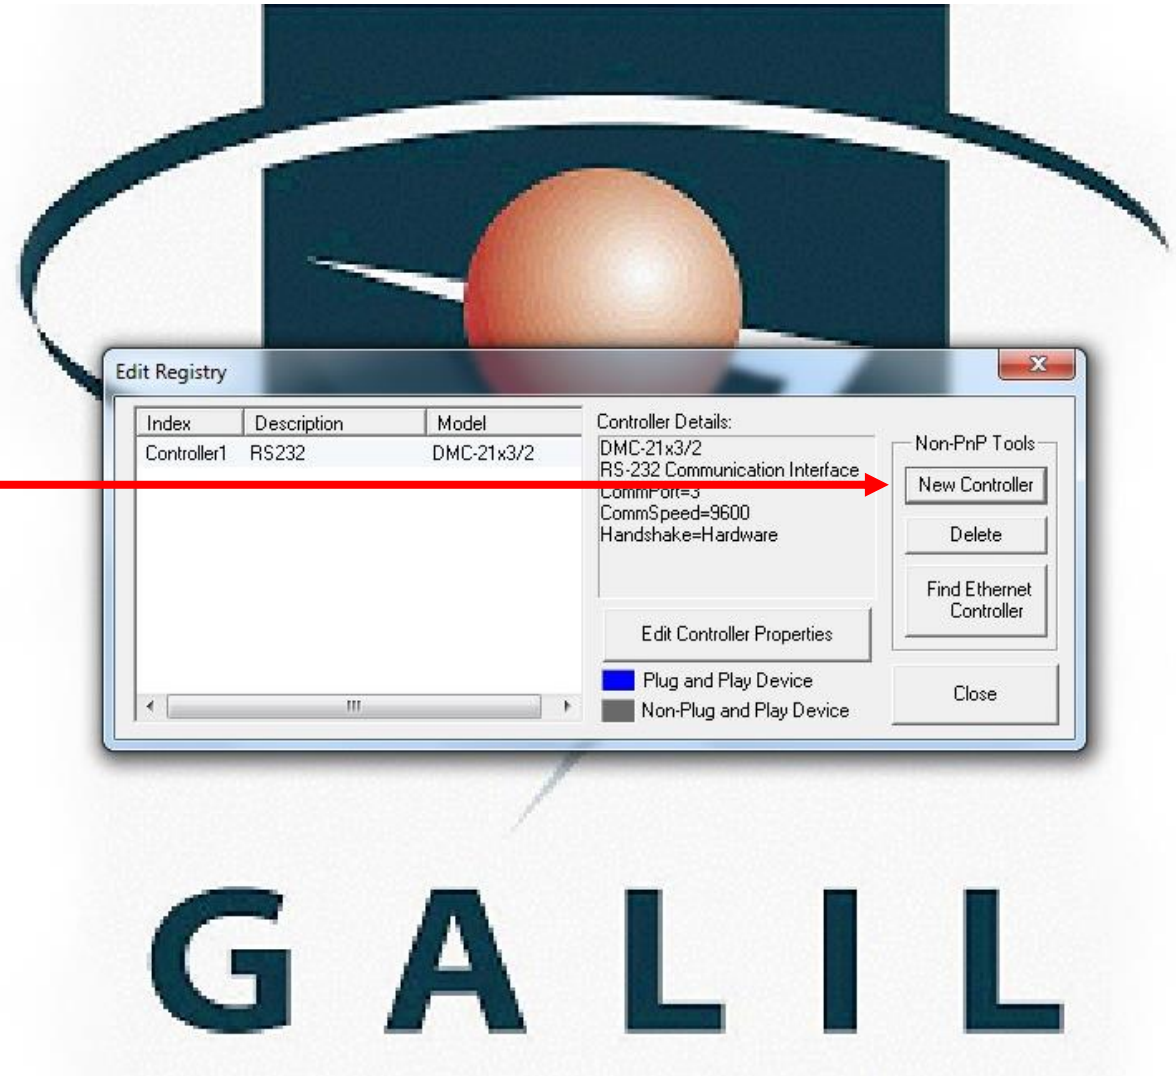 Edit Registry
Index Description Model
Controller1 RS232 DMC-21x3/2
Controller Details:
DMC-21x3/2
RS-232 Communication Interface
CommPort=3
CommSpeed=9600
Handshake=Hardware
Edit Controller Properties
Plug and Play Device
Non-Plug and Play Device
Non-PnP Tools
New Controller
Delete
Find Ethernet
Controller
Close
GALIL